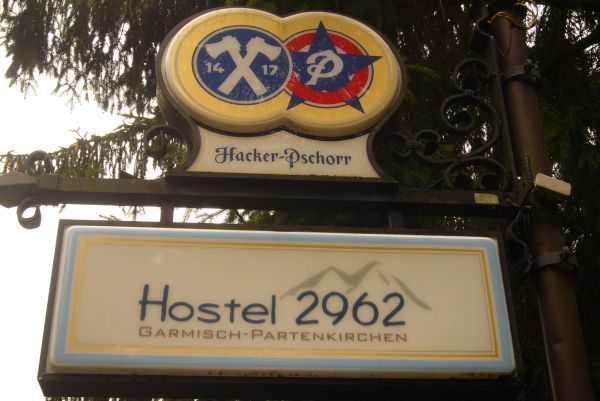 14 17 P
Hacker-Pschorr
Hostel 2962
GARMISCH-PARTENKIRCHEN